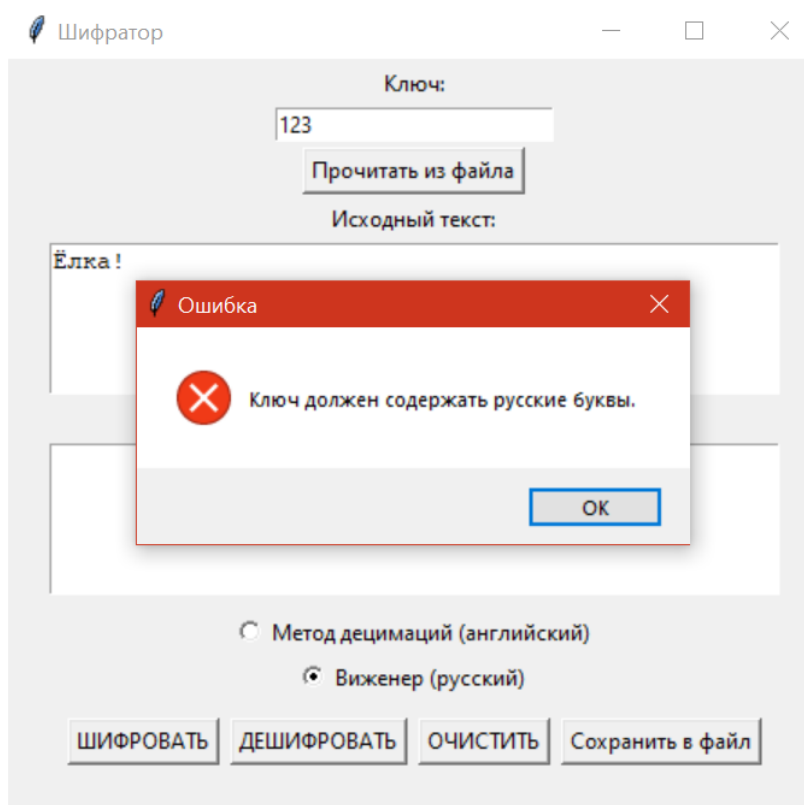 Шифратор
Ключ:
123
Прочитать из файла
Исходный текст:
Ёлка!
Ошибка
Ключ должен содержать русские буквы.
ОК
Метод децимаций (английский)
Виженер (русский)
ШИФРОВАТЬ ДЕШИФРОВАТЬ ОЧИСТИТЬ Сохранить в файл